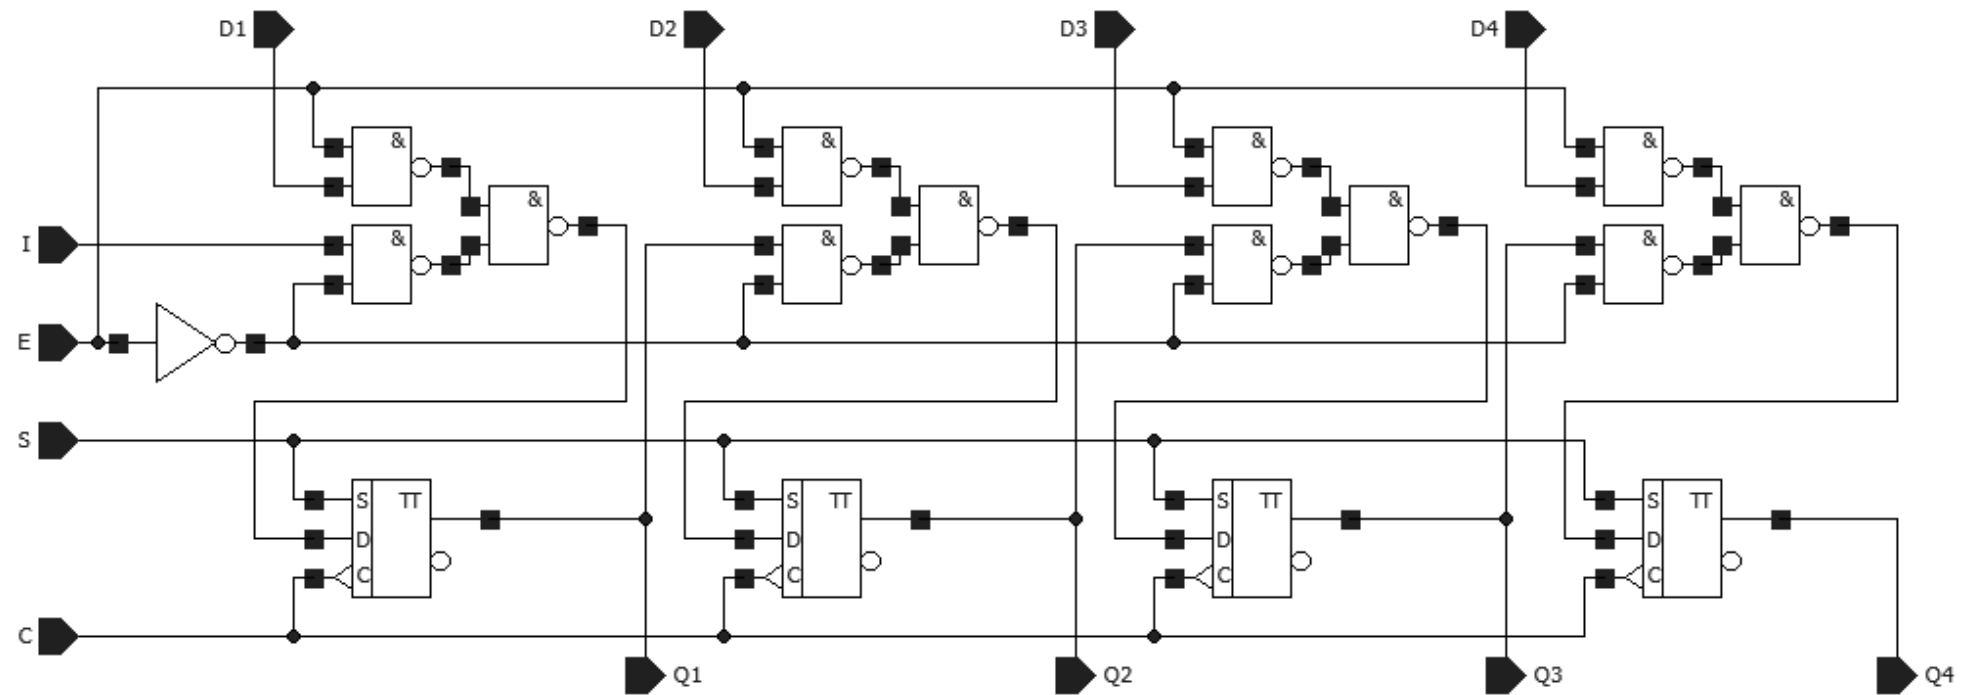 D1 D2 D3 D4
& & & &
& & & &
I & & & &
E
S
S TT S TT S TT S TT
D D D D
C C C C
C
Q1 Q2 Q3 Q4